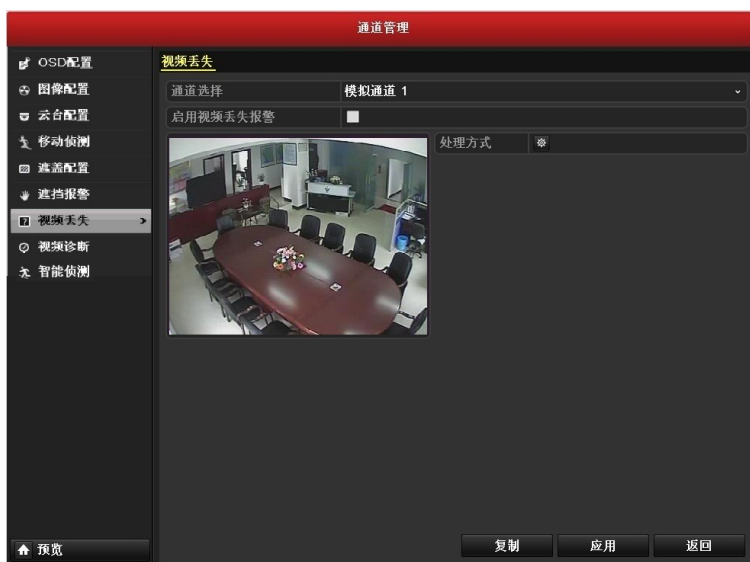 通道管理
OSD配置
图像配置
云台配置
移动侦测
遮盖配置
遮挡报警
视频丢失
视频诊断
智能侦测
预览
视频丢失
通道选择 模拟通道 1
启用视频丢失报警
处理方式
复制 应用 返回